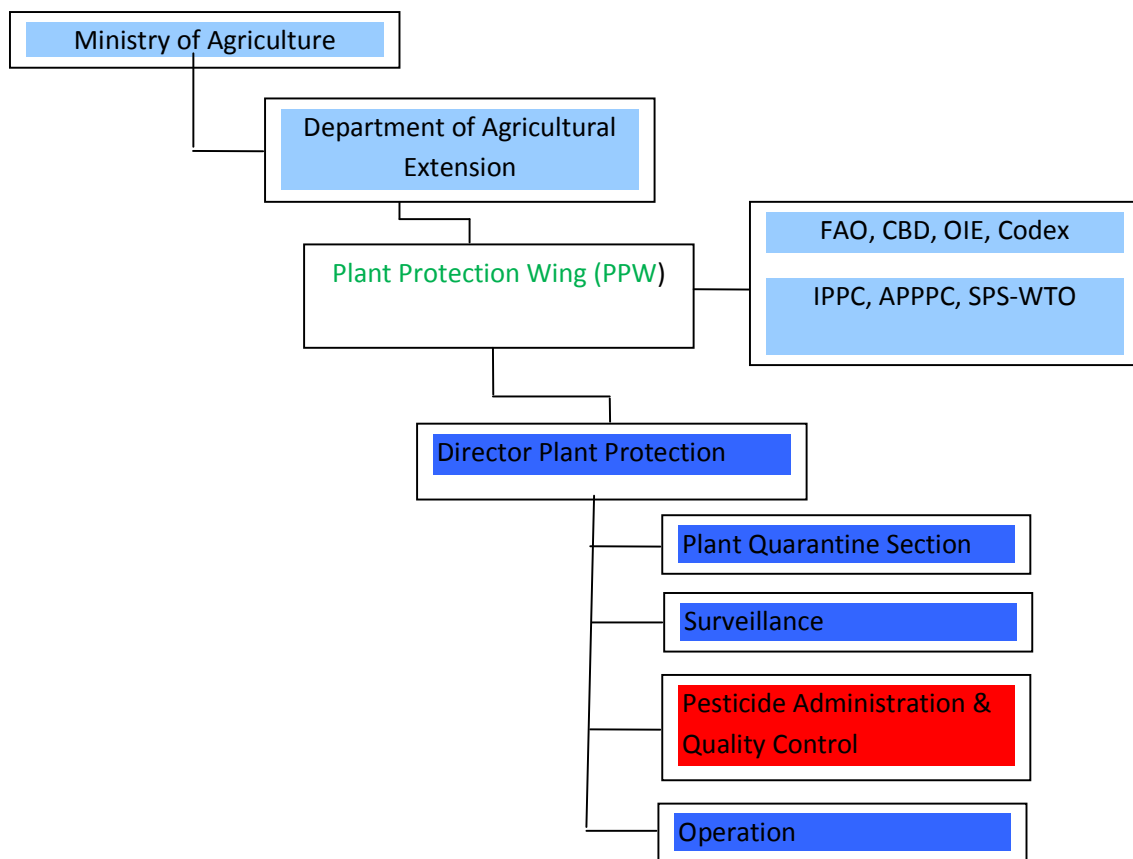 Ministry of Agriculture
Department of Agricultural
Extension
FAO, CBD, OIE, Codex
Plant Protection Wing (PPW)
IPPC, APPPC, SPS-WTO
Director Plant Protection
Plant Quarantine Section
Surveillance
Pesticide Administration &
Quality Control
Operation